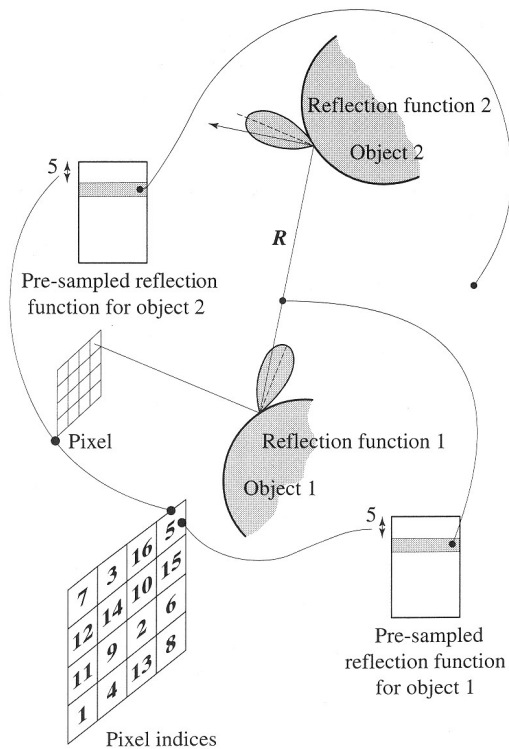 Reflection function 2
Object 2
5
R
Pre-sampled reflection
function for object 2
Pixel
Reflection function 1
Object 1
5
7 3 16 5
12 14 10 15
11 9 2 6
1 4 13 8
Pre-sampled
reflection function
for object 1
Pixel indices